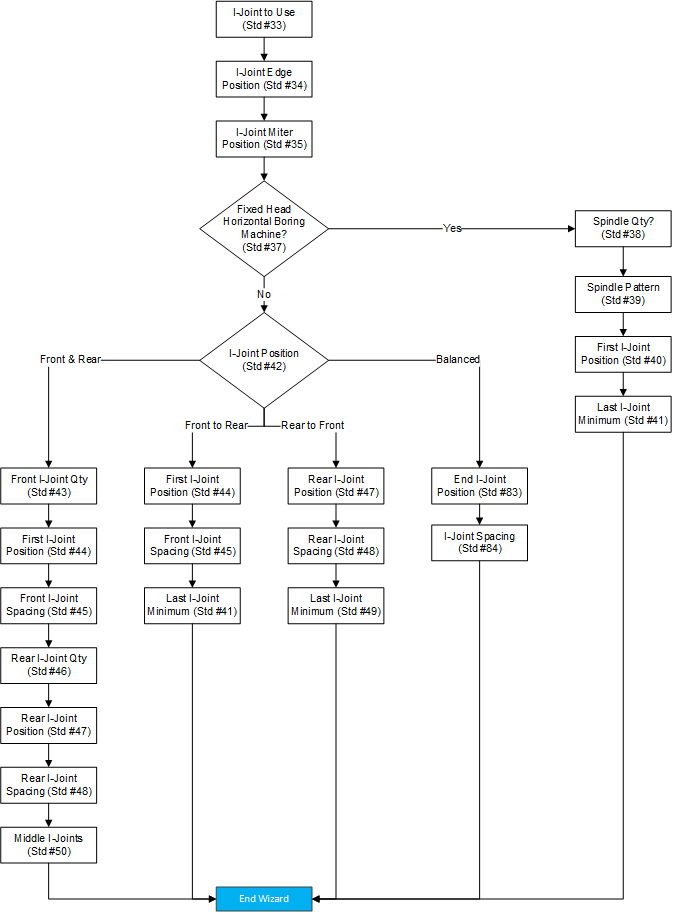 I-Joint to Use
(Std #33)
I-Joint Edge
Position (Std #34)
I-Joint Miter
Position (Std #35)
Fixed Head
Horizontal Boring
Machine?
(Std #37)
Yes
Spindle Qty?
(Std #38)
Spindle Pattern
(Std #39)
First I-Joint
Position (Std #40)
Last I-Joint
Minimum (Std #41)
No
I-Joint Position
(Std #42)
Front & Rear
Front to Rear
Rear to Front
Balanced
Front I-Joint Qty
(Std #43)
First I-Joint
Position (Std #44)
Front I-Joint
Spacing (Std #45)
Rear I-Joint Qty
(Std #46)
Rear I-Joint
Position (Std #47)
Rear I-Joint
Spacing (Std #48)
Middle I-Joints
(Std #50)
First I-Joint
Position (Std #44)
Front I-Joint
Spacing (Std #45)
Last I-Joint
Minimum (Std #41)
Rear I-Joint
Position (Std #47)
Rear I-Joint
Spacing (Std #48)
Last I-Joint
Minimum (Std #49)
End I-Joint
Position (Std #83)
I-Joint Spacing
(Std #84)
End Wizard